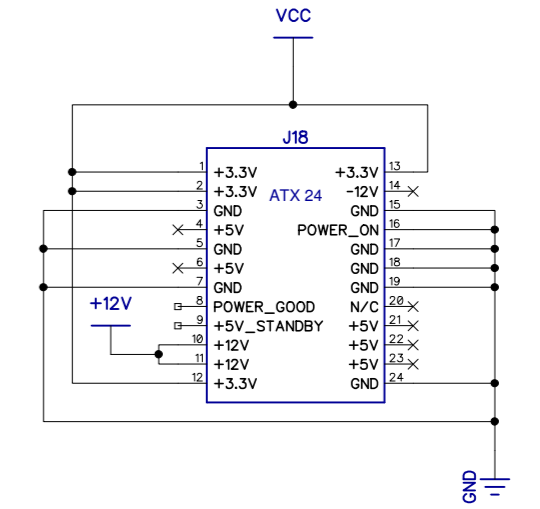 VCC
J18
ATX 24
1 +3.3V +3.3V 13
2 +3.3V -12V 14
3 GND GND 15
4 +5V POWER_ON 16
5 GND GND 17
6 +5V GND 18
7 GND GND 19
+12V
8 POWER_GOOD N/C 20
9 +5V_STANDBY +5V 21
10 +12V +5V 22
11 +12V +5V 23
12 +3.3V GND 24
GND